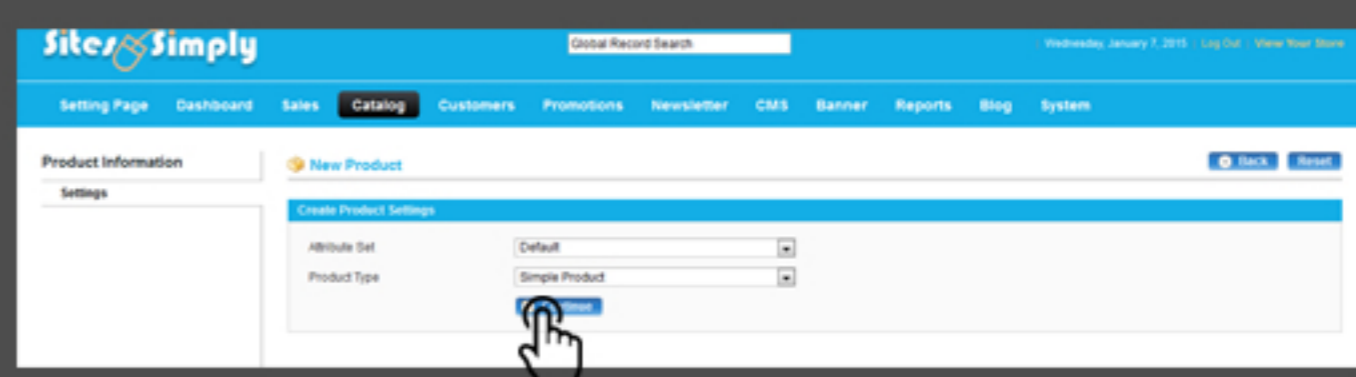 Sites Simply
Global Record Search
Wednesday, January 7, 2015 | Log Out | View Your Store
Setting Page Dashboard Sales Catalog Customers Promotions Newsletter CMS Banner Reports Blog System
Product Information
Settings
New Product
Back Reset
Create Product Settings
Attribute Set Default
Product Type Simple Product
Continue